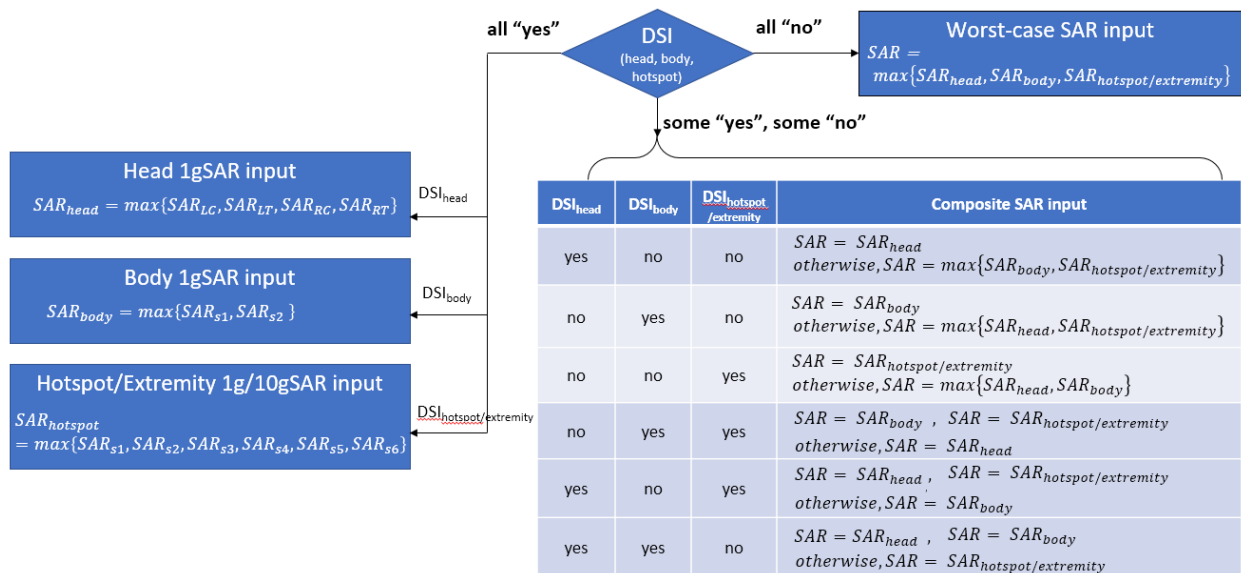 all “yes”
DSI
(head, body,
hotspot)
all “no”
Worst-case SAR input
SAR =
max{SAR_head, SAR_body, SAR_hotspot/extremity}
some “yes”, some “no”
Head 1gSAR input
SAR_head = max{SAR_LC, SAR_LT, SAR_RC, SAR_RT}
DSI_head
Body 1gSAR input
SAR_body = max{SAR_s1, SAR_s2 }
DSI_body
Hotspot/Extremity 1g/10gSAR input
SAR_hotspot
= max{SAR_s1, SAR_s2, SAR_s3, SAR_s4, SAR_s5, SAR_s6}
DSI_hotspot/extremity
DSI_head DSI_body DSI_hotspot /extremity Composite SAR input
yes no no SAR = SAR_head
otherwise, SAR = max{SAR_body, SAR_hotspot/extremity}
no yes no SAR = SAR_body
otherwise, SAR = max{SAR_head, SAR_hotspot/extremity}
no no yes SAR = SAR_hotspot/extremity
otherwise, SAR = max{SAR_head, SAR_body}
no yes yes SAR = SAR_body , SAR = SAR_hotspot/extremity
otherwise, SAR = SAR_head
yes no yes SAR = SAR_head , SAR = SAR_hotspot/extremity
otherwise, SAR = SAR_body
yes yes no SAR = SAR_head , SAR = SAR_body
otherwise, SAR = SAR_hotspot/extremity